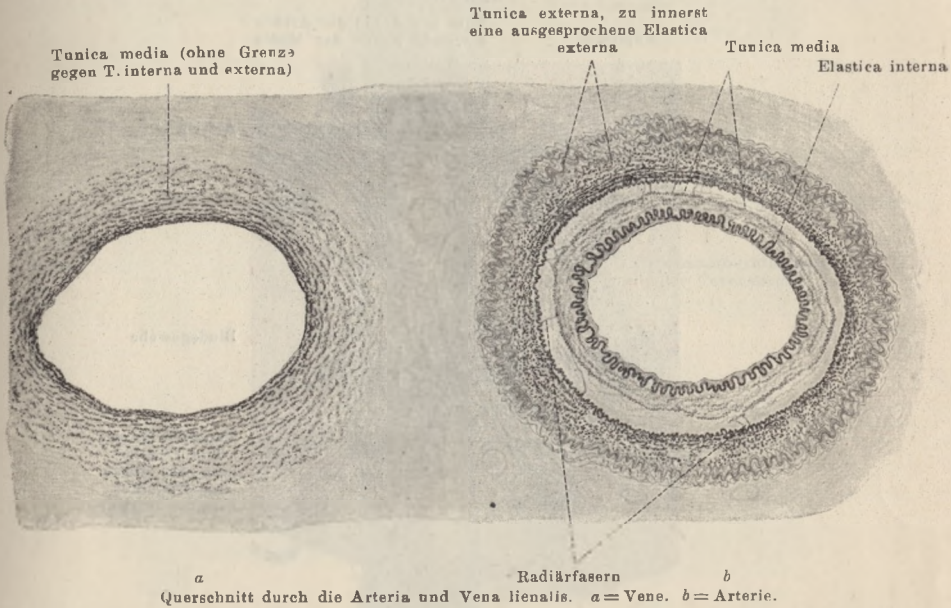 Tunica media (ohne Grenze
gegen T. interna und externa)
Tunica externa, zu innerst
eine ausgesprochene Elastica
externa
Tunica media
Elastica interna
a
Radiärfasern
b
Querschnitt durch die Arteria und Vena lienalis. a = Vene. b = Arterie.